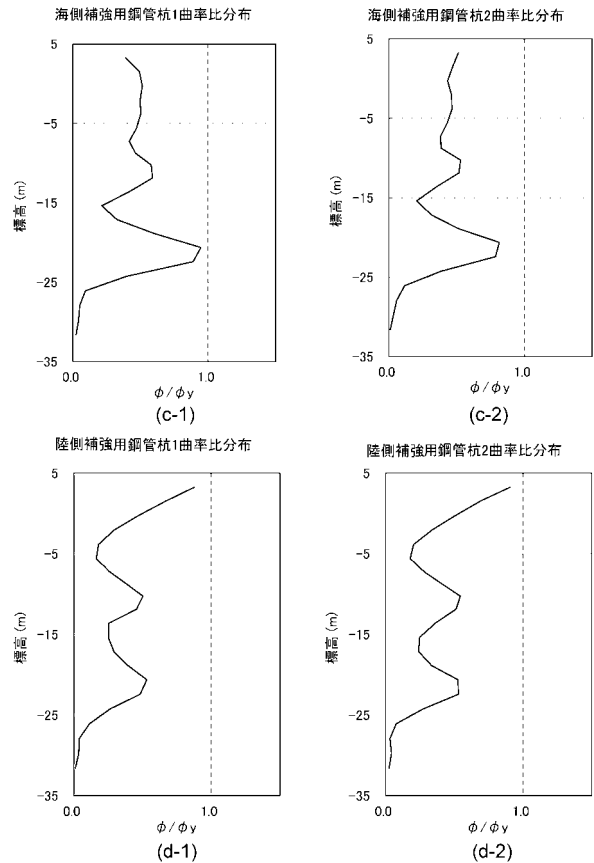 海側補強用鋼管杭1曲率比分布
5
-5
-15
-25
-35
標高(m)
0.0
1.0
φ/φy
(c-1)
海側補強用鋼管杭2曲率比分布
5
-5
-15
-25
-35
標高(m)
0.0
1.0
φ/φy
(c-2)
陸側補強用鋼管杭1曲率比分布
5
-5
-15
-25
-35
標高(m)
0.0
1.0
φ/φy
(d-1)
陸側補強用鋼管杭2曲率比分布
5
-5
-15
-25
-35
標高(m)
0.0
1.0
φ/φy
(d-2)